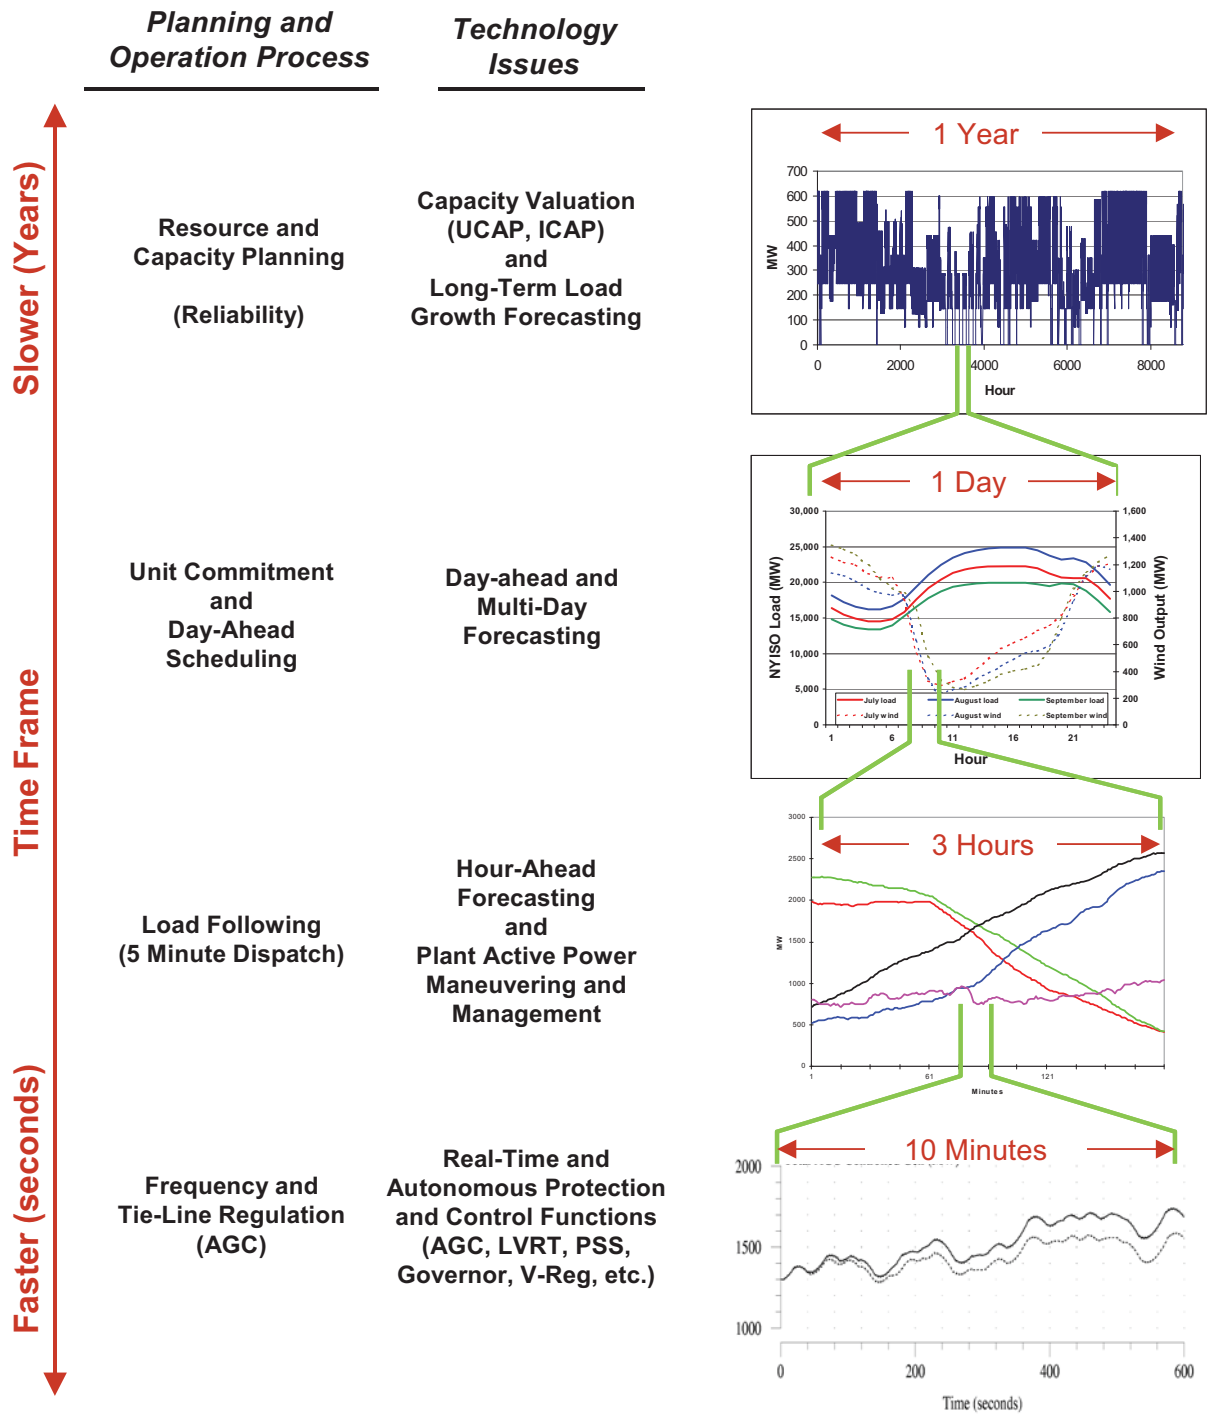 Planning and
Operation Process
Technology
Issues
Slower (Years)
Time Frame
Faster (seconds)
Resource and
Capacity Planning
(Reliability)
Capacity Valuation
(UCAP, ICAP)
and
Long-Term Load
Growth Forecasting
1 Year
700
600
500
400
300
200
100
0
MW
0 2000 4000 6000 8000
Hour
Unit Commitment
and
Day-Ahead
Scheduling
Day-ahead and
Multi-Day
Forecasting
1 Day
30,000
25,000
20,000
15,000
10,000
5,000
0
NYISO Load (MW)
1,600
1,400
1,200
1,000
800
600
400
200
0
Wind Output (MW)
July load August load September load
July wind August wind September wind
1 6 11 16 21
Hour
Load Following
(5 Minute Dispatch)
Hour-Ahead
Forecasting
and
Plant Active Power
Maneuvering and
Management
3 Hours
3000
2500
2000
1500
1000
500
0
MW
1 61 121
Minutes
Frequency and
Tie-Line Regulation
(AGC)
Real-Time and
Autonomous Protection
and Control Functions
(AGC, LVRT, PSS,
Governor, V-Reg, etc.)
10 Minutes
2000
1500
1000
0 200 400 600
Time (seconds)